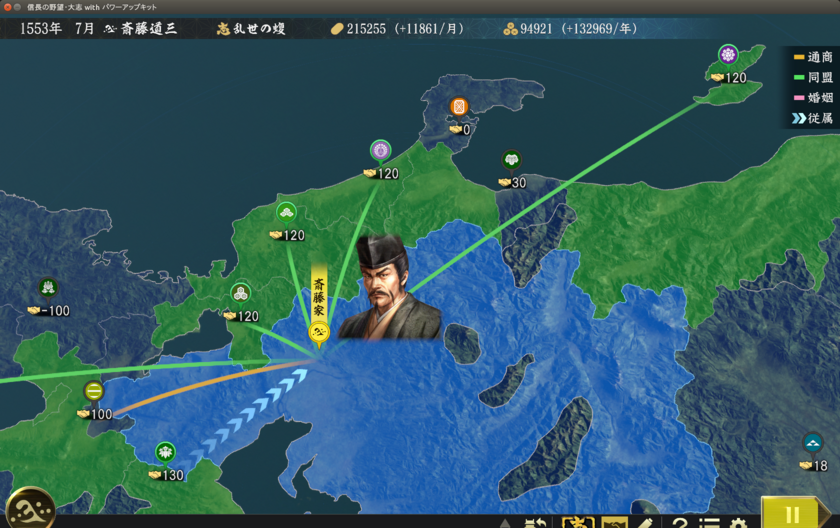 信長の野望･大志 with パワーアップキット
1553年 7月 斎藤道三 乱世の蝮 215255 (+11861/月) 94921 (+132969/年)
通商
同盟
婚姻
従属
120
0
120
30
120
斎藤家
-100
120
100
130
18